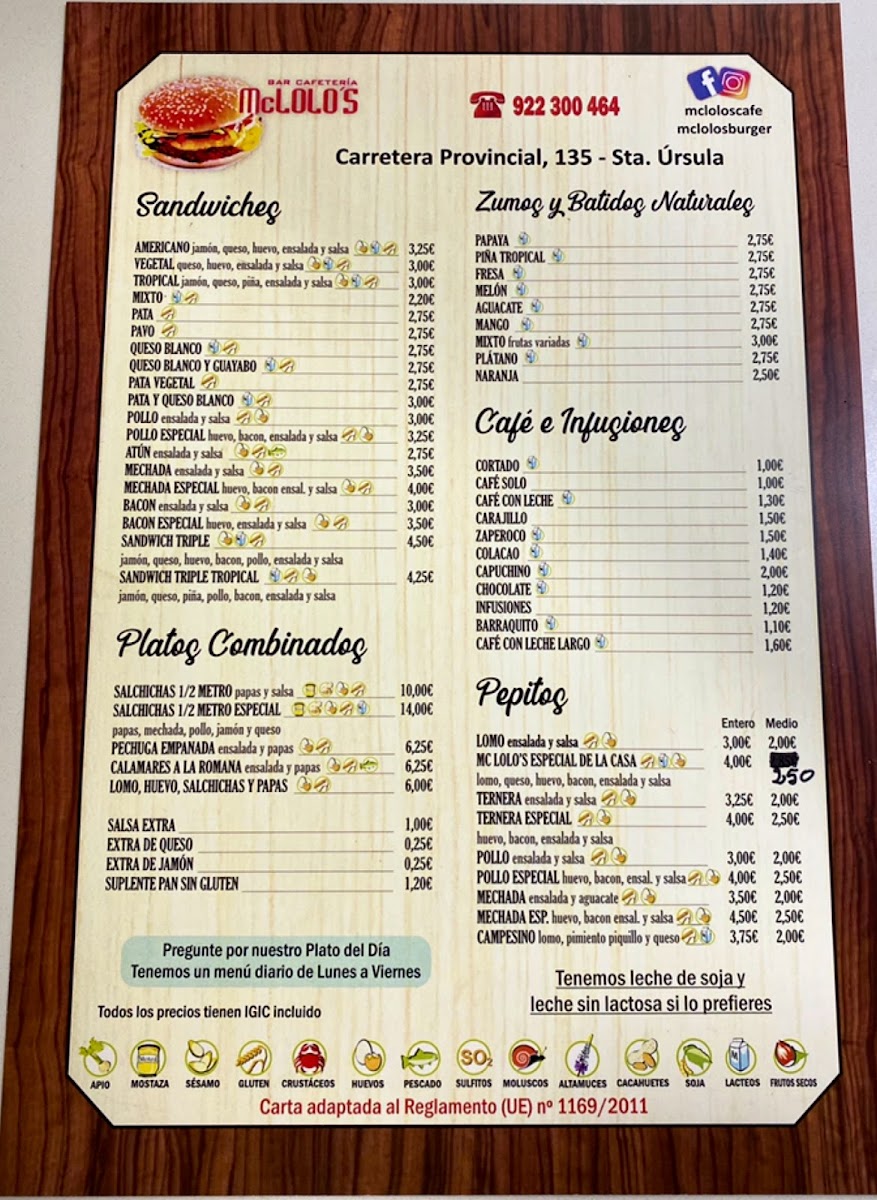 BAR CAFETERÍA
McLOLO'S
922 300 464
mcloloscafe
mclolosburger
Carretera Provincial, 135 - Sta. Úrsula
Sandwiches
AMERICANO jamón, queso, huevo, ensalada y salsa 3,25€
VEGETAL queso, huevo, ensalada y salsa 3,00€
TROPICAL jamón, queso, piña, ensalada y salsa 3,00€
MIXTO 2,20€
PATA 2,75€
PAVO 2,75€
QUESO BLANCO 2,75€
QUESO BLANCO Y GUAYABO 2,75€
PATA VEGETAL 2,75€
PATA Y QUESO BLANCO 3,00€
POLLO ensalada y salsa 3,00€
POLLO ESPECIAL huevo, bacon, ensalada y salsa 3,25€
ATÚN ensalada y salsa 2,75€
MECHADA ensalada y salsa 3,50€
MECHADA ESPECIAL huevo, bacon ensal. y salsa 4,00€
BACON ensalada y salsa 3,00€
BACON ESPECIAL huevo, ensalada y salsa 3,50€
SANDWICH TRIPLE 4,50€
jamón, queso, huevo, bacon, pollo, ensalada y salsa
SANDWICH TRIPLE TROPICAL 4,25€
jamón, queso, piña, pollo, bacon, ensalada y salsa
Platos Combinados
SALCHICHAS 1/2 METRO papas y salsa 10,00€
SALCHICHAS 1/2 METRO ESPECIAL 14,00€
papas, mechada, pollo, jamón y queso
PECHUGA EMPANADA ensalada y papas 6,25€
CALAMARES A LA ROMANA ensalada y papas 6,25€
LOMO, HUEVO, SALCHICHAS Y PAPAS 6,00€
SALSA EXTRA 1,00€
EXTRA DE QUESO 0,25€
EXTRA DE JAMÓN 0,25€
SUPLENTE PAN SIN GLUTEN 1,20€
Pregunte por nuestro Plato del Día
Tenemos un menú diario de Lunes a Viernes
Todos los precios tienen IGIC incluido
Zumos y Batidos Naturales
PAPAYA 2,75€
PIÑA TROPICAL 2,75€
FRESA 2,75€
MELÓN 2,75€
AGUACATE 2,75€
MANGO 2,75€
MIXTO frutas variadas 3,00€
PLÁTANO 2,75€
NARANJA 2,50€
Café e Infusiones
CORTADO 1,00€
CAFÉ SOLO 1,00€
CAFÉ CON LECHE 1,30€
CARAJILLO 1,50€
ZAPEROCO 1,50€
COLACAO 1,40€
CAPUCHINO 2,00€
CHOCOLATE 1,20€
INFUSIONES 1,20€
BARRAQUITO 1,10€
CAFÉ CON LECHE LARGO 1,60€
Pepitos
Entero Medio
LOMO ensalada y salsa 3,00€ 2,00€
MC LOLO'S ESPECIAL DE LA CASA 4,00€
lomo, queso, huevo, bacon, ensalada y salsa 250
TERNERA ensalada y salsa 3,25€ 2,00€
TERNERA ESPECIAL 4,00€ 2,50€
huevo, bacon, ensalada y salsa
POLLO ensalada y salsa 3,00€ 2,00€
POLLO ESPECIAL huevo, bacon, ensal. y salsa 4,00€ 2,50€
MECHADA ensalada y aguacate 3,50€ 2,00€
MECHADA ESP. huevo, bacon ensal. y salsa 4,50€ 2,50€
CAMPESINO lomo, pimiento piquillo y queso 3,75€ 2,00€
Tenemos leche de soja y
leche sin lactosa si lo prefieres
SO2
APIO MOSTAZA SÉSAMO GLUTEN CRUSTÁCEOS HUEVOS PESCADO SULFITOS MOLUSCOS ALTAMUCES CACAHUETES SOJA LACTEOS FRUTOS SECOS
Carta adaptada al Reglamento (UE) nº 1169/2011